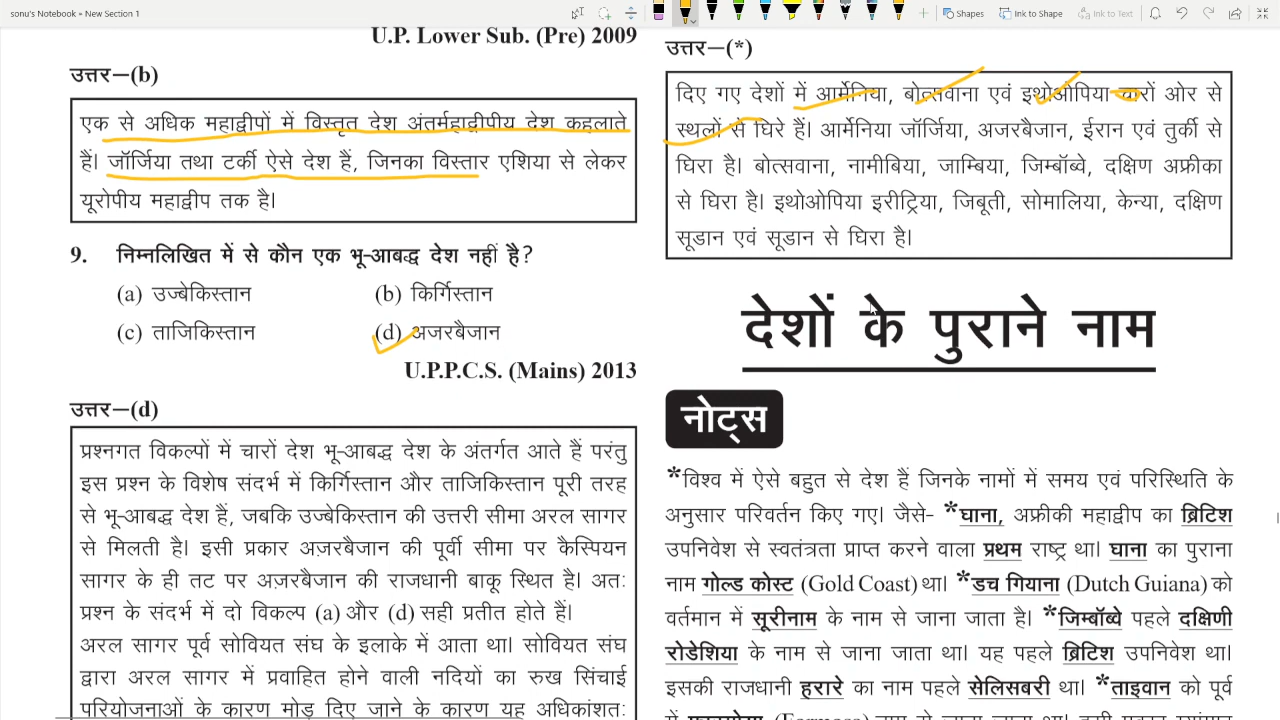 sonu's Notebook » New Section 1
Shapes
Ink to Shape
Ink to Text
U.P. Lower Sub. (Pre) 2009
उत्तर–(b)
एक से अधिक महाद्वीपों में विस्तृत देश अंतर्महाद्वीपीय देश कहलाते
हैं। जॉर्जिया तथा टर्की ऐसे देश हैं, जिनका विस्तार एशिया से लेकर
यूरोपीय महाद्वीप तक है।
9. निम्नलिखित में से कौन एक भू-आबद्ध देश नहीं है?
(a) उज्बेकिस्तान (b) किर्गिस्तान
(c) ताजिकिस्तान (d) अजरबैजान
U.P.P.C.S. (Mains) 2013
उत्तर–(d)
प्रश्नगत विकल्पों में चारों देश भू-आबद्ध देश के अंतर्गत आते हैं परंतु
इस प्रश्न के विशेष संदर्भ में किर्गिस्तान और ताजिकिस्तान पूरी तरह
से भू-आबद्ध देश हैं, जबकि उज्बेकिस्तान की उत्तरी सीमा अरल सागर
से मिलती है। इसी प्रकार अज़रबैजान की पूर्वी सीमा पर कैस्पियन
सागर के ही तट पर अज़रबैजान की राजधानी बाकू स्थित है। अतः
प्रश्न के संदर्भ में दो विकल्प (a) और (d) सही प्रतीत होते हैं।
अरल सागर पूर्व सोवियत संघ के इलाके में आता था। सोवियत संघ
द्वारा अरल सागर में प्रवाहित होने वाली नदियों का रुख सिंचाई
परियोजनाओं के कारण मोड़ दिए जाने के कारण यह अधिकांशतः
उत्तर–(*)
दिए गए देशों में आर्मेनिया, बोत्सवाना एवं इथोओपिया चारों ओर से
स्थलों से घिरे हैं। आर्मेनिया जॉर्जिया, अजरबैजान, ईरान एवं तुर्की से
घिरा है। बोत्सवाना, नामीबिया, जाम्बिया, जिम्बॉब्वे, दक्षिण अफ्रीका
से घिरा है। इथोओपिया इरीट्रिया, जिबूती, सोमालिया, केन्या, दक्षिण
सूडान एवं सूडान से घिरा है।
देशों के पुराने नाम
नोट्स
*विश्व में ऐसे बहुत से देश हैं जिनके नामों में समय एवं परिस्थिति के
अनुसार परिवर्तन किए गए। जैसे- *घाना, अफ्रीकी महाद्वीप का ब्रिटिश
उपनिवेश से स्वतंत्रता प्राप्त करने वाला प्रथम राष्ट्र था। घाना का पुराना
नाम गोल्ड कोस्ट (Gold Coast) था। *डच गियाना (Dutch Guiana) को
वर्तमान में सूरीनाम के नाम से जाना जाता है। *जिम्बॉब्वे पहले दक्षिणी
रोडेशिया के नाम से जाना जाता था। यह पहले ब्रिटिश उपनिवेश था।
इसकी राजधानी हरारे का नाम पहले सेलिसबरी था। *ताइवान को पूर्व